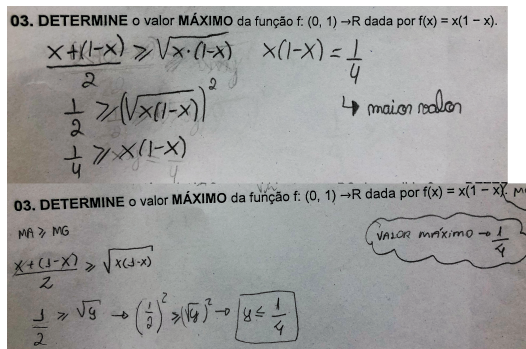 03. DETERMINE o valor MÁXIMO da função f: (0, 1) →R dada por f(x) = x(1 – x).
x+(1-x)/2 ⩾ √x·(1-x)
x(1-x) = 1/4
↳ maior valor
1/2 ⩾ (√x(1-x))²
1/4 ⩾ x(1-x)
03. DETERMINE o valor MÁXIMO da função f: (0, 1) →R dada por f(x) = x(1 – x).
MA ⩾ MG
VALOR MÁXIMO → 1/4
x+(1-x)/2 ⩾ √x(1-x)
1/2 ⩾ √y → (1/2)² ⩾ (√y)² → y ⩽ 1/4